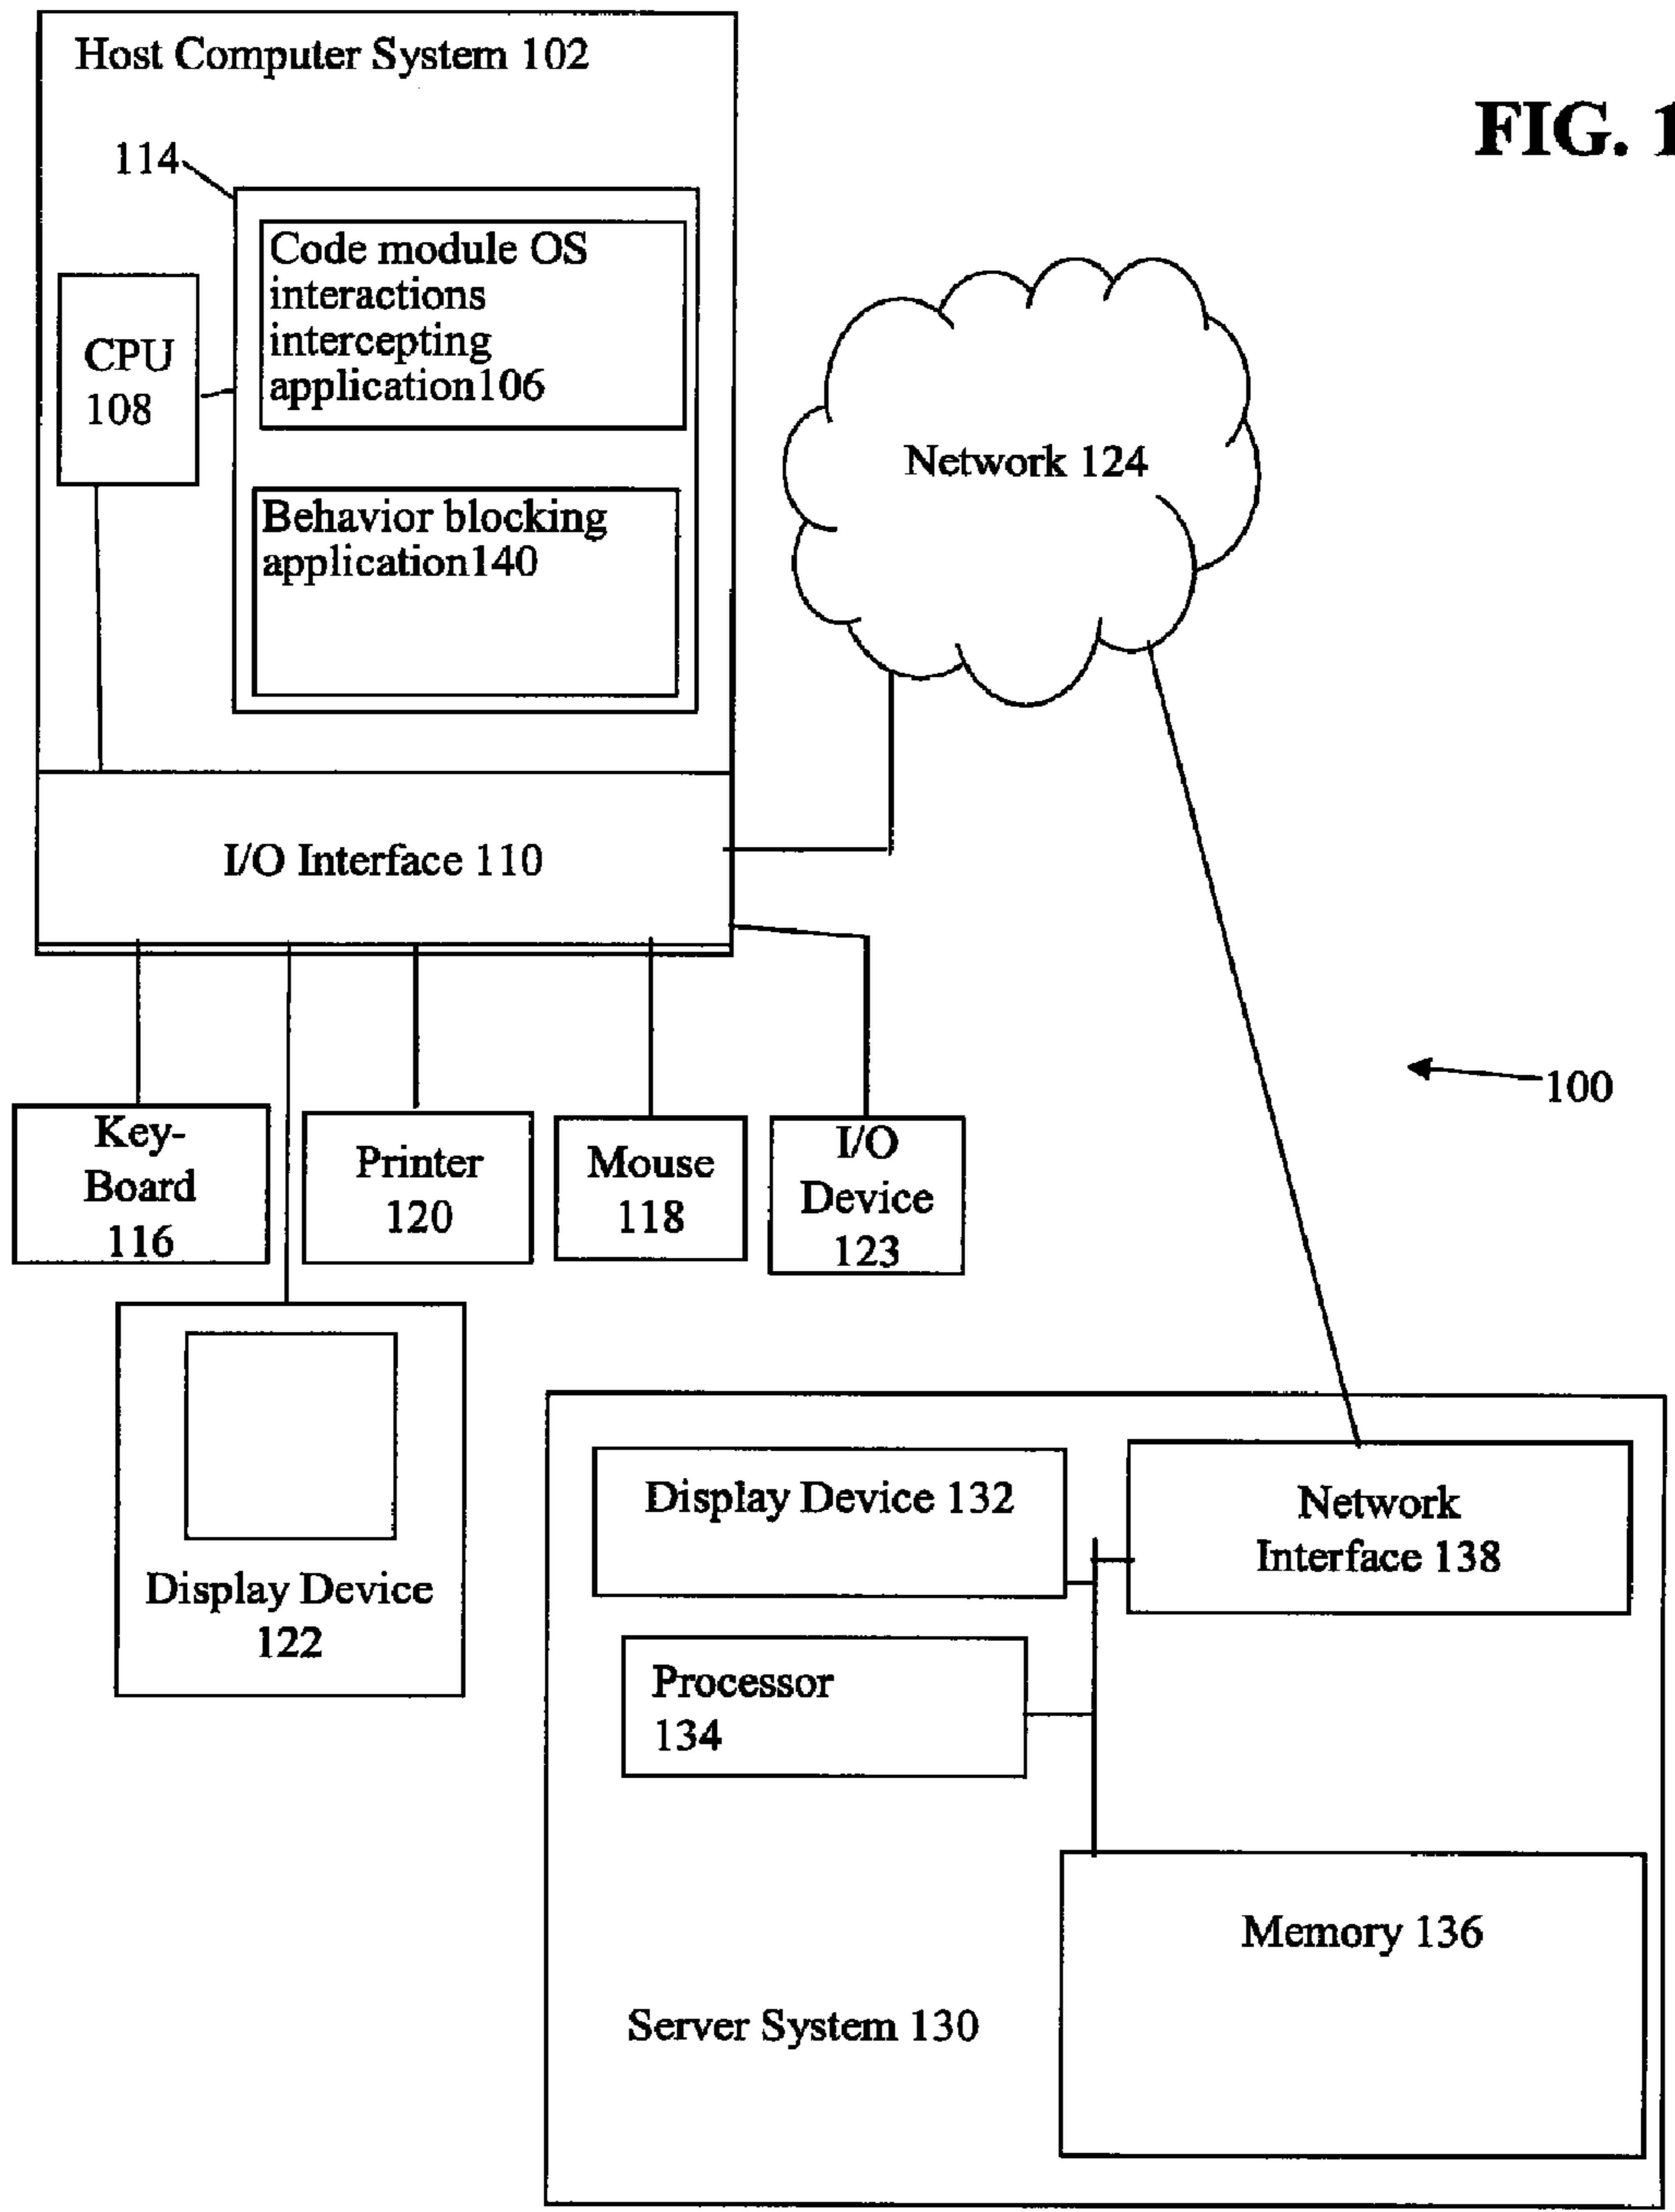 Host Computer System 102
FIG. 1
114
Code module OS
interactions
intercepting
application106
CPU
108
Network 124
Behavior blocking
application140
I/O Interface 110
100
Key-
Board
116
Printer
120
Mouse
118
I/O
Device
123
Display Device
122
Display Device 132
Network
Interface 138
Processor
134
Memory 136
Server System 130